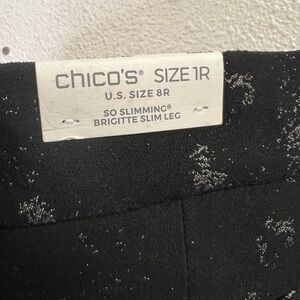 chico's® SIZE 1R
U.S. SIZE 8R
SO SLIMMING®
BRIGITTE SLIM LEG